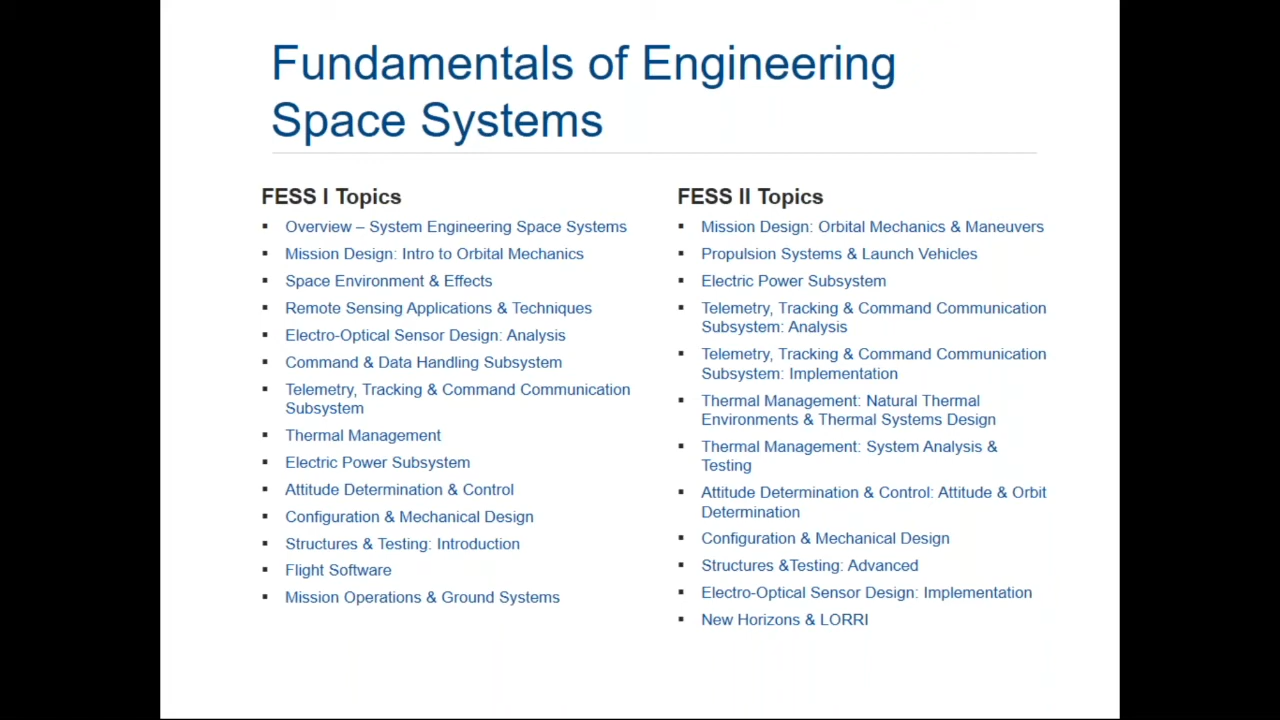 Fundamentals of Engineering
Space Systems
FESS I Topics
Overview – System Engineering Space Systems
Mission Design: Intro to Orbital Mechanics
Space Environment & Effects
Remote Sensing Applications & Techniques
Electro-Optical Sensor Design: Analysis
Command & Data Handling Subsystem
Telemetry, Tracking & Command Communication
Subsystem
Thermal Management
Electric Power Subsystem
Attitude Determination & Control
Configuration & Mechanical Design
Structures & Testing: Introduction
Flight Software
Mission Operations & Ground Systems
FESS II Topics
Mission Design: Orbital Mechanics & Maneuvers
Propulsion Systems & Launch Vehicles
Electric Power Subsystem
Telemetry, Tracking & Command Communication
Subsystem: Analysis
Telemetry, Tracking & Command Communication
Subsystem: Implementation
Thermal Management: Natural Thermal
Environments & Thermal Systems Design
Thermal Management: System Analysis &
Testing
Attitude Determination & Control: Attitude & Orbit
Determination
Configuration & Mechanical Design
Structures &Testing: Advanced
Electro-Optical Sensor Design: Implementation
New Horizons & LORRI